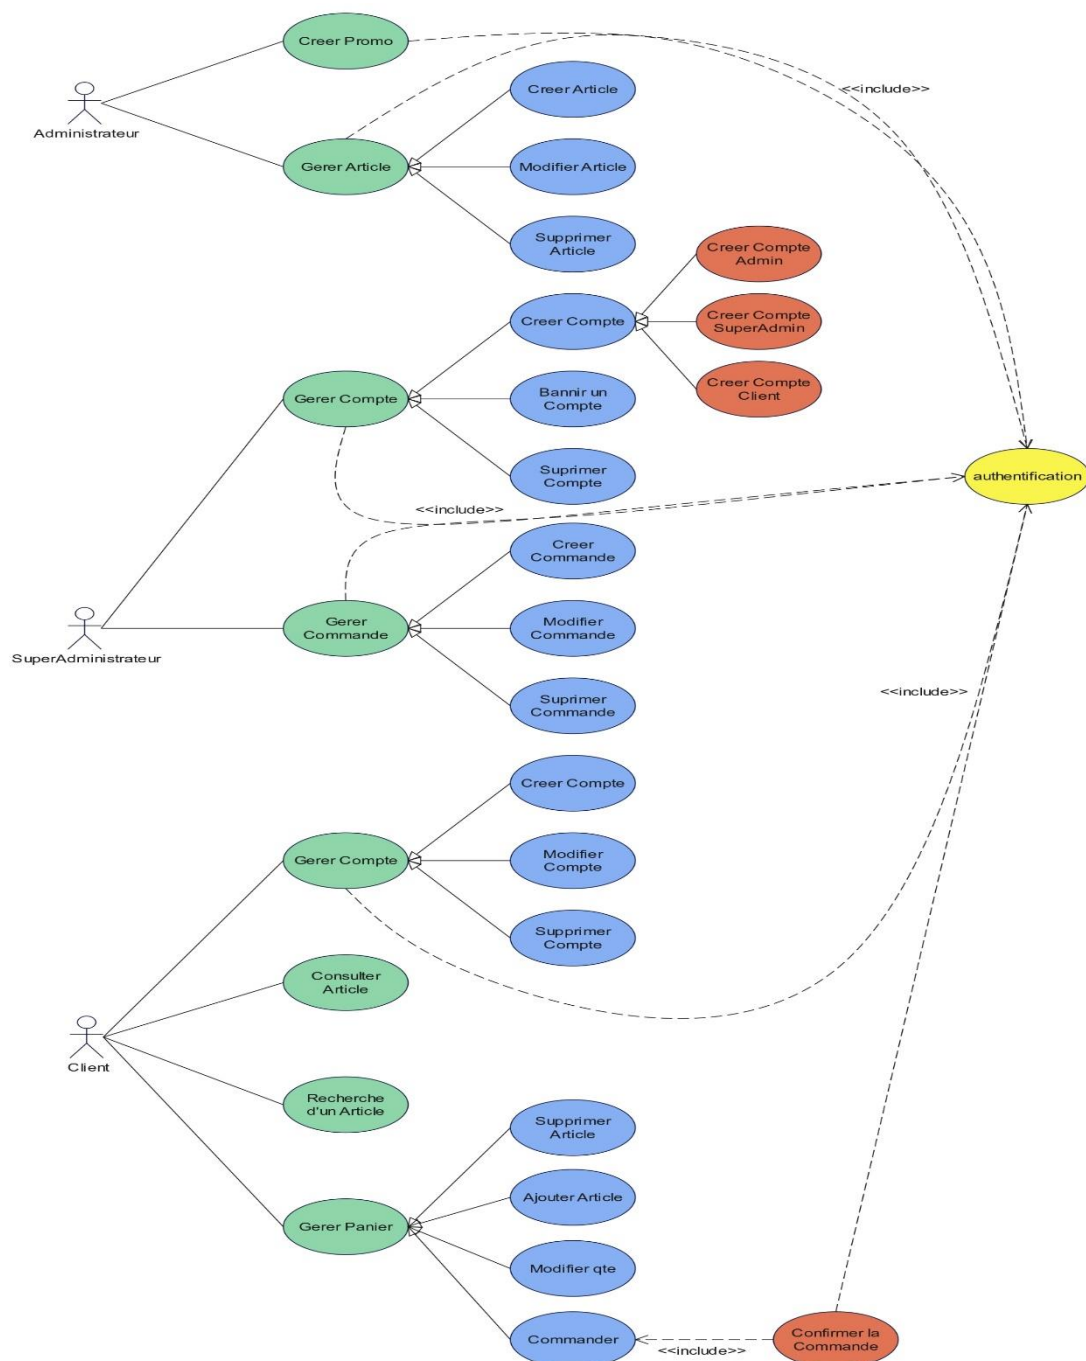 Creer Promo
<<include>>
Creer Article
Administrateur
Gerer Article
Modifier Article
Supprimer
Article
Creer Compte
Admin
Creer Compte
Creer Compte
SuperAdmin
Creer Compte
Client
Gerer Compte
Bannir un
Compte
Suprimer
Compte
authentification
<<include>>
Creer
Commande
Gerer
Commande
Modifier
Commande
SuperAdministrateur
Suprimer
Commande
<<include>>
Creer Compte
Gerer Compte
Modifier
Compte
Supprimer
Compte
Consulter
Article
Client
Recherche
d'un Article
Supprimer
Article
Ajouter Article
Gerer Panier
Modifier qte
Commander
<<include>>
Confirmer la
Commande